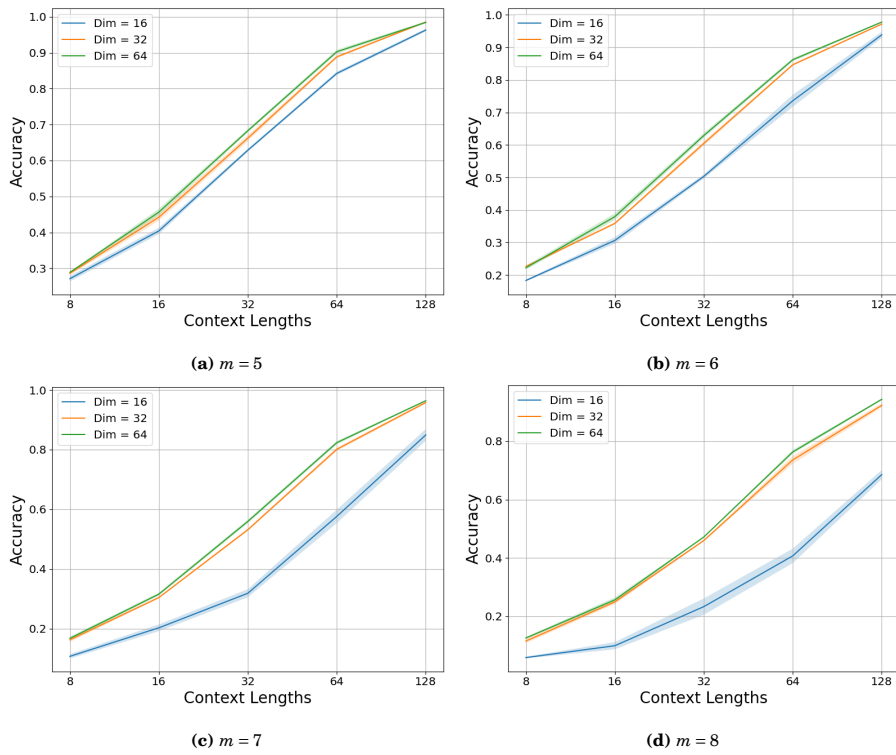 1.0
0.9
0.8
0.7
0.6
0.5
0.4
0.3
Accuracy
Dim = 16
Dim = 32
Dim = 64
8 16 32 64 128
Context Lengths
(a) m = 5
1.0
0.9
0.8
0.7
0.6
0.5
0.4
0.3
0.2
Accuracy
Dim = 16
Dim = 32
Dim = 64
8 16 32 64 128
Context Lengths
(b) m = 6
1.0
0.8
0.6
0.4
0.2
Accuracy
Dim = 16
Dim = 32
Dim = 64
8 16 32 64 128
Context Lengths
(c) m = 7
0.8
0.6
0.4
0.2
Accuracy
Dim = 16
Dim = 32
Dim = 64
8 16 32 64 128
Context Lengths
(d) m = 8